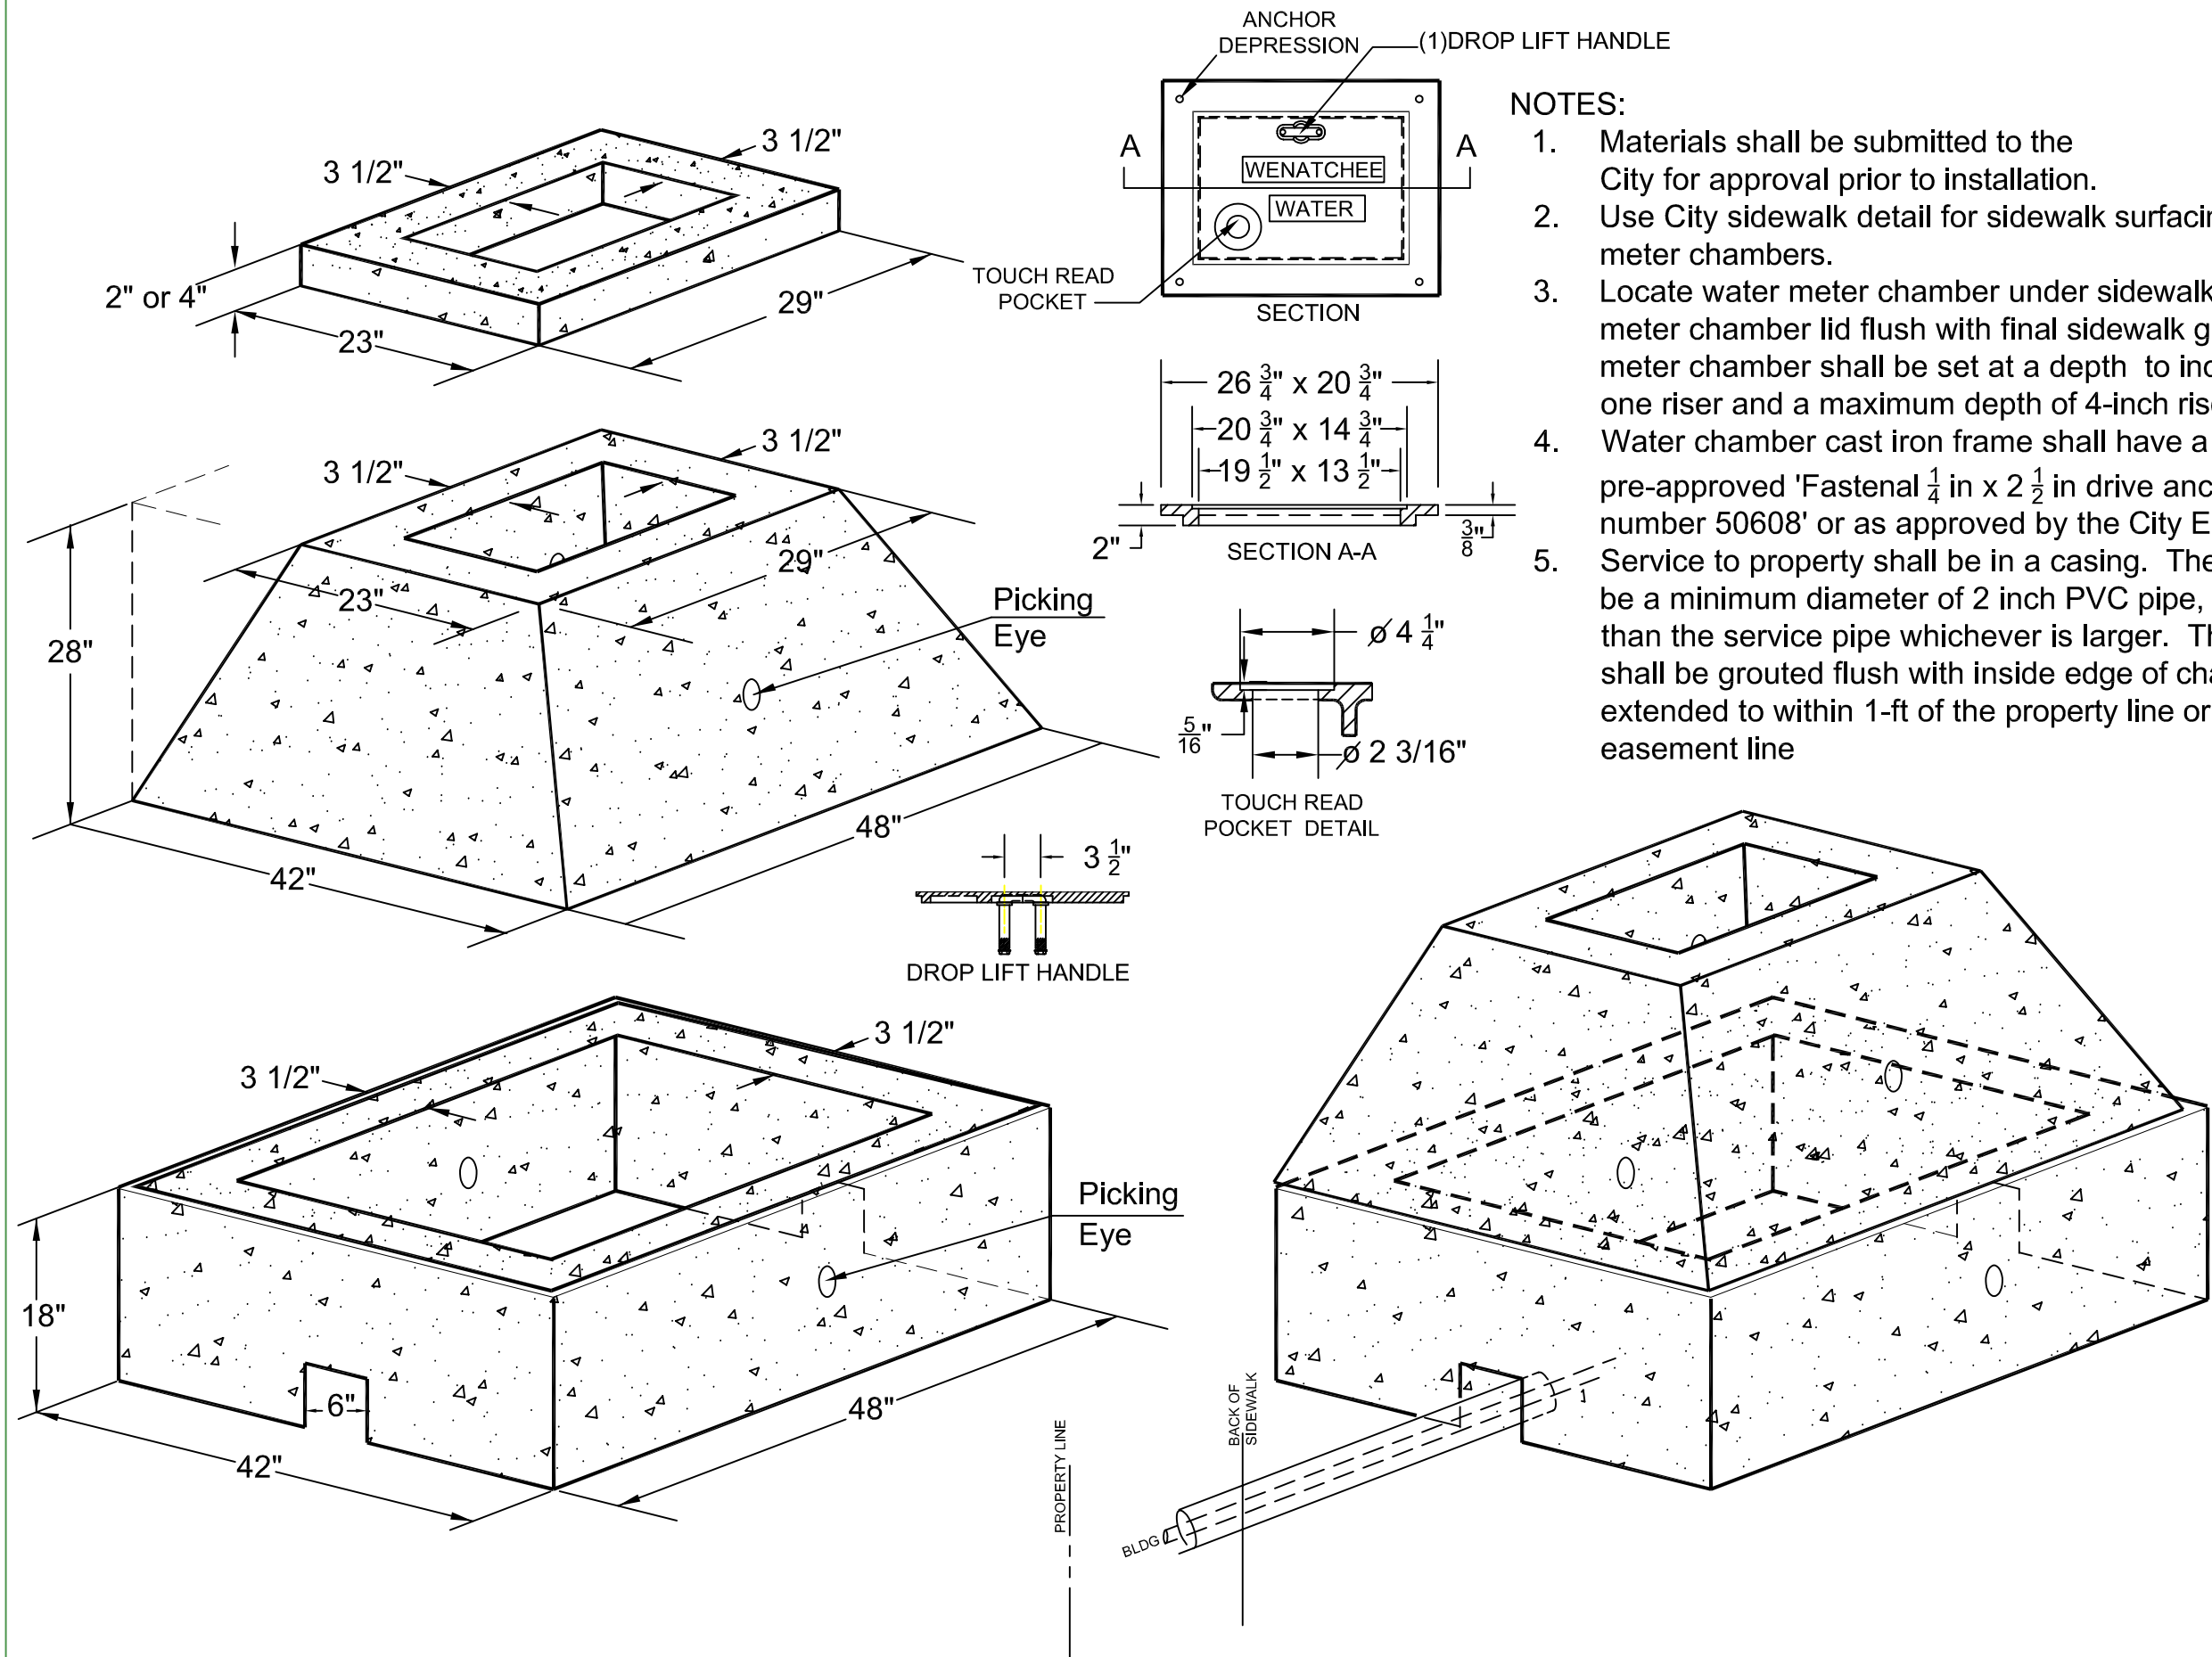 ANCHOR
DEPRESSION
(1)DROP LIFT HANDLE
A
A
WENATCHEE
WATER
TOUCH READ
POCKET
SECTION
3 1/2"
3 1/2"
2" or 4"
23"
29"
26 3/4" x 20 3/4"
20 3/4" x 14 3/4"
19 1/2" x 13 1/2"
2"
3/8"
SECTION A-A
NOTES:
1. Materials shall be submitted to the
City for approval prior to installation.
2. Use City sidewalk detail for sidewalk
meter chambers.
3. Locate water meter chamber under sidewalk
meter chamber lid flush with final sidewalk
meter chamber shall be set at a depth to
one riser and a maximum depth of 4-inch
4. Water chamber cast iron frame shall have a
pre-approved 'Fastenal 1/4 in x 2 1/2 in drive
number 50608' or as approved by the City
5. Service to property shall be in a casing. The
be a minimum diameter of 2 inch PVC pipe,
than the service pipe whichever is larger.
shall be grouted flush with inside edge of
extended to within 1-ft of the property line or
easement line
3 1/2"
3 1/2"
28"
23"
29"
Picking
Eye
42"
48"
ø 4 1/4"
5/16"
ø 2 3/16"
TOUCH READ
POCKET DETAIL
3 1/2"
DROP LIFT HANDLE
3 1/2"
3 1/2"
18"
6"
42"
48"
Picking
Eye
PROPERTY LINE
BACK OF
SIDEWALK
BLDG